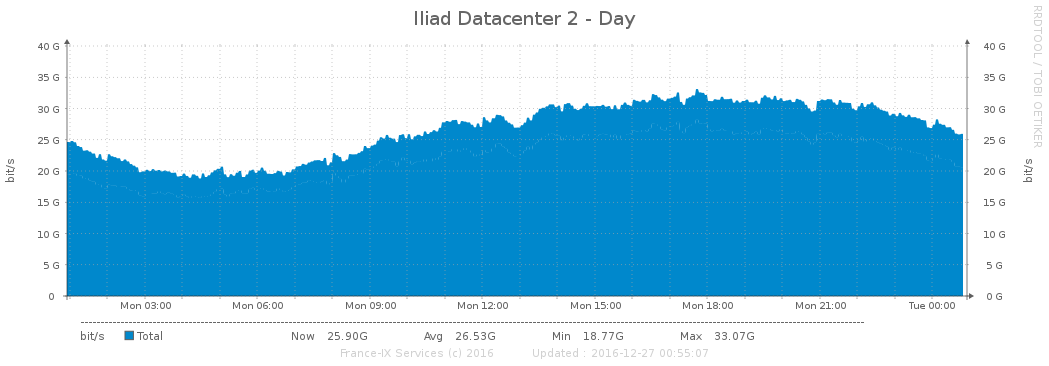 Iliad Datacenter 2 - Day
RRDTOOL / TOBI OETIKER
40 G 40 G
35 G 35 G
30 G 30 G
25 G 25 G
20 G 20 G
15 G 15 G
10 G 10 G
5 G 5 G
0 0 G
bit/s bit/s
Mon 03:00 Mon 06:00 Mon 09:00 Mon 12:00 Mon 15:00 Mon 18:00 Mon 21:00 Tue 00:00
bit/s Total Now 25.90G Avg 26.53G Min 18.77G Max 33.07G
France-IX Services (c) 2016 Updated : 2016-12-27 00:55:07